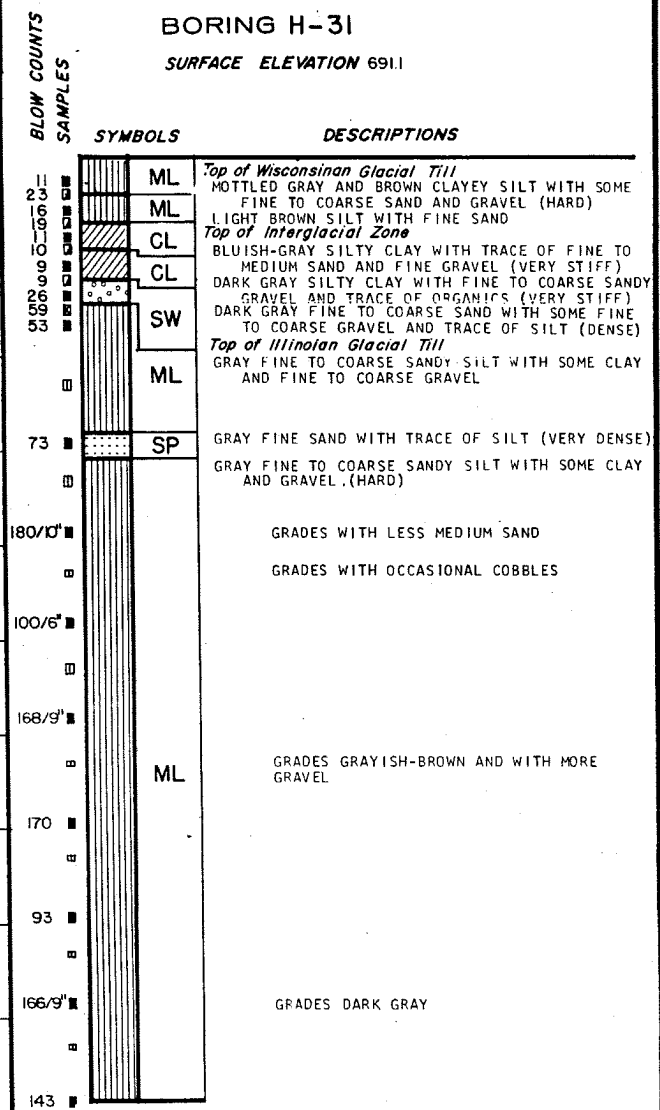 BORING H-31
SURFACE ELEVATION 691.1
BLOW COUNTS
SAMPLES
SYMBOLS
DESCRIPTIONS
11
23
16
19
11
10
9
9
26
59
53
73
180/10"
100/6"
168/9"
170
93
166/9"
143
ML
ML
CL
CL
SW
ML
SP
ML
Top of Wisconsinan Glacial Till
MOTTLED GRAY AND BROWN CLAYEY SILT WITH SOME
FINE TO COARSE SAND AND GRAVEL (HARD)
LIGHT BROWN SILT WITH FINE SAND
Top of Interglacial Zone
BLUISH-GRAY SILTY CLAY WITH TRACE OF FINE TO
MEDIUM SAND AND FINE GRAVEL (VERY STIFF)
DARK GRAY SILTY CLAY WITH FINE TO COARSE SANDY
GRAVEL AND TRACE OF ORGANICS (VERY STIFF)
DARK GRAY FINE TO COARSE SAND WITH SOME FINE
TO COARSE GRAVEL AND TRACE OF SILT (DENSE)
Top of Illinoian Glacial Till
GRAY FINE TO COARSE SANDY SILT WITH SOME CLAY
AND FINE TO COARSE GRAVEL
GRAY FINE SAND WITH TRACE OF SILT (VERY DENSE)
GRAY FINE TO COARSE SANDY SILT WITH SOME CLAY
AND GRAVEL.(HARD)
GRADES WITH LESS MEDIUM SAND
GRADES WITH OCCASIONAL COBBLES
GRADES GRAYISH-BROWN AND WITH MORE
GRAVEL
GRADES DARK GRAY